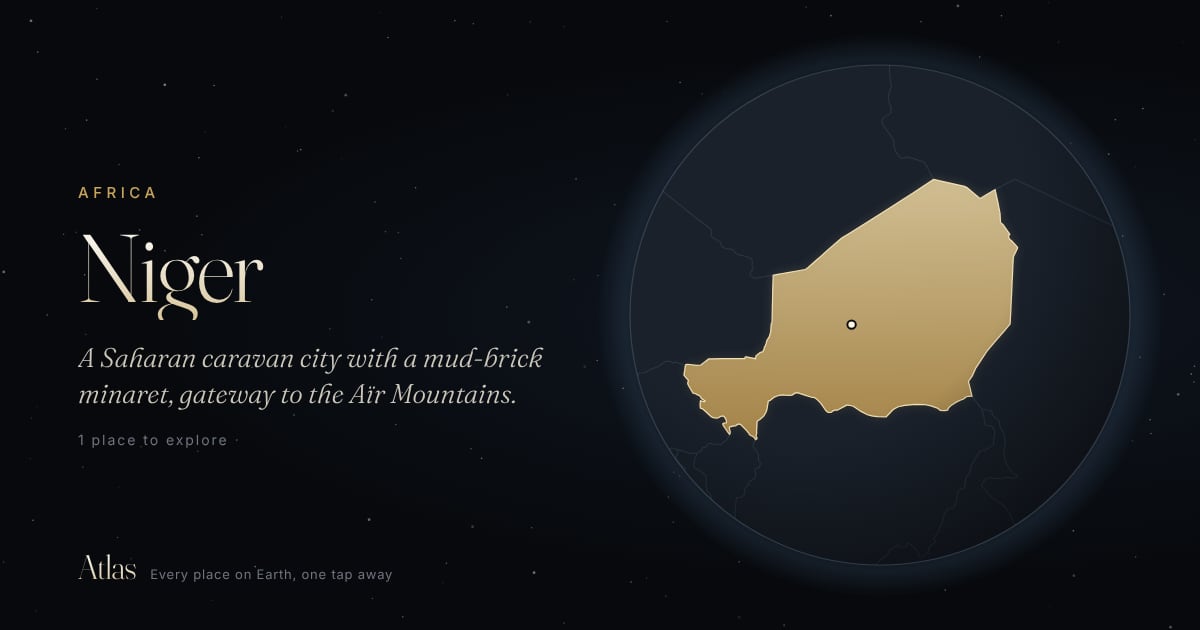 AFRICA
Niger
A Saharan caravan city with a mud-brick
minaret, gateway to the Aïr Mountains.
1 place to explore ·
Atlas Every place on Earth, one tap away